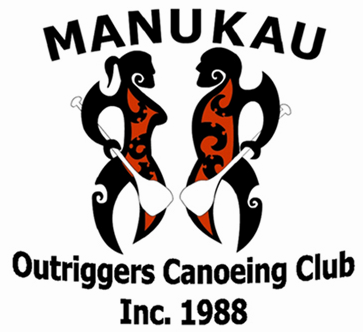 MANUKAU
Outriggers Canoeing Club
Inc. 1988